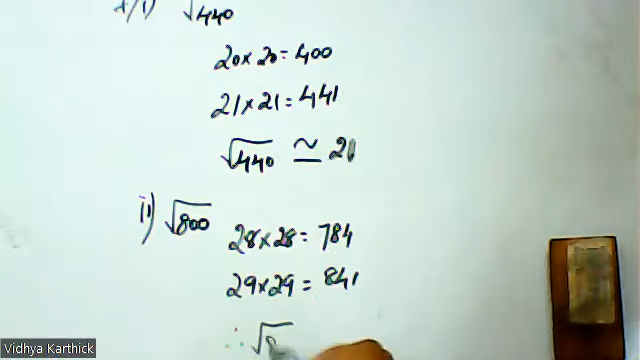 i) √440
20×20=400
21×21=441
√440 ≃ 21
ii) √800
28×28=784
29×29=841
∴ √8
Vidhya Karthick